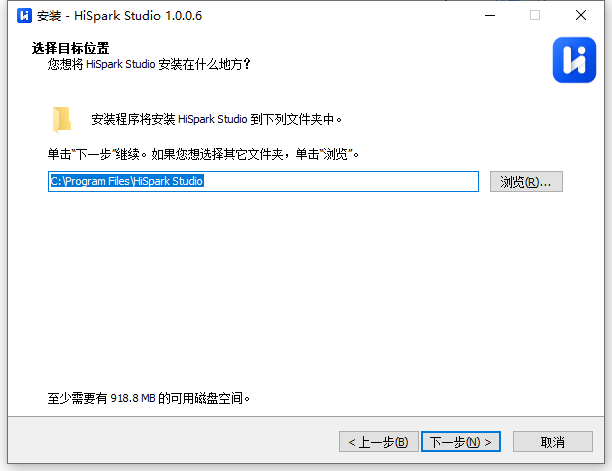 安装 - HiSpark Studio 1.0.0.6
选择目标位置
您想将 HiSpark Studio 安装在什么地方？
安装程序将安装 HiSpark Studio 到下列文件夹中。
单击“下一步”继续。如果您想选择其它文件夹，单击“浏览”。
C:\Program Files\HiSpark Studio
浏览(R)...
至少需要有 918.8 MB 的可用磁盘空间。
< 上一步(B)
下一步(N) >
取消